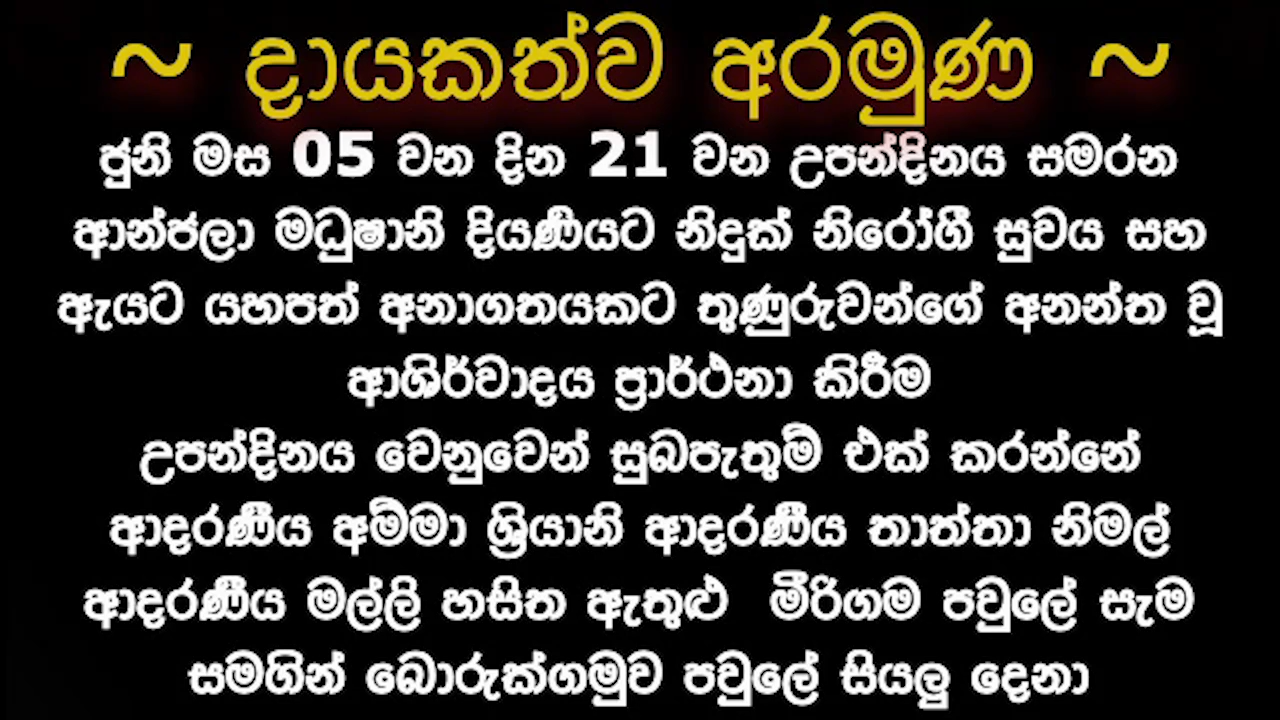 ~ දායකත්ව අරමුණ ~
ජුනි මස 05 වන දින 21 වන උපන්දිනය සමරන
ආන්ජලා මධුෂානි දියණියට නිදුක් නිරෝගී සුවය සහ
ඇයට යහපත් අනාගතයකට තුණුරුවන්ගේ අනන්ත වූ
ආශිර්වාදය ප්‍රාර්ථනා කිරීම
උපන්දිනය වෙනුවෙන් සුබපැතුම් එක් කරන්නේ
ආදරණීය අම්මා ශ්‍රියානි ආදරණීය තාත්තා නිමල්
ආදරණීය මල්ලි හසිත ඇතුළු මීරිගම පවුලේ සැම
සමගින් බොරුක්ගමුව පවුලේ සියලු දෙනා